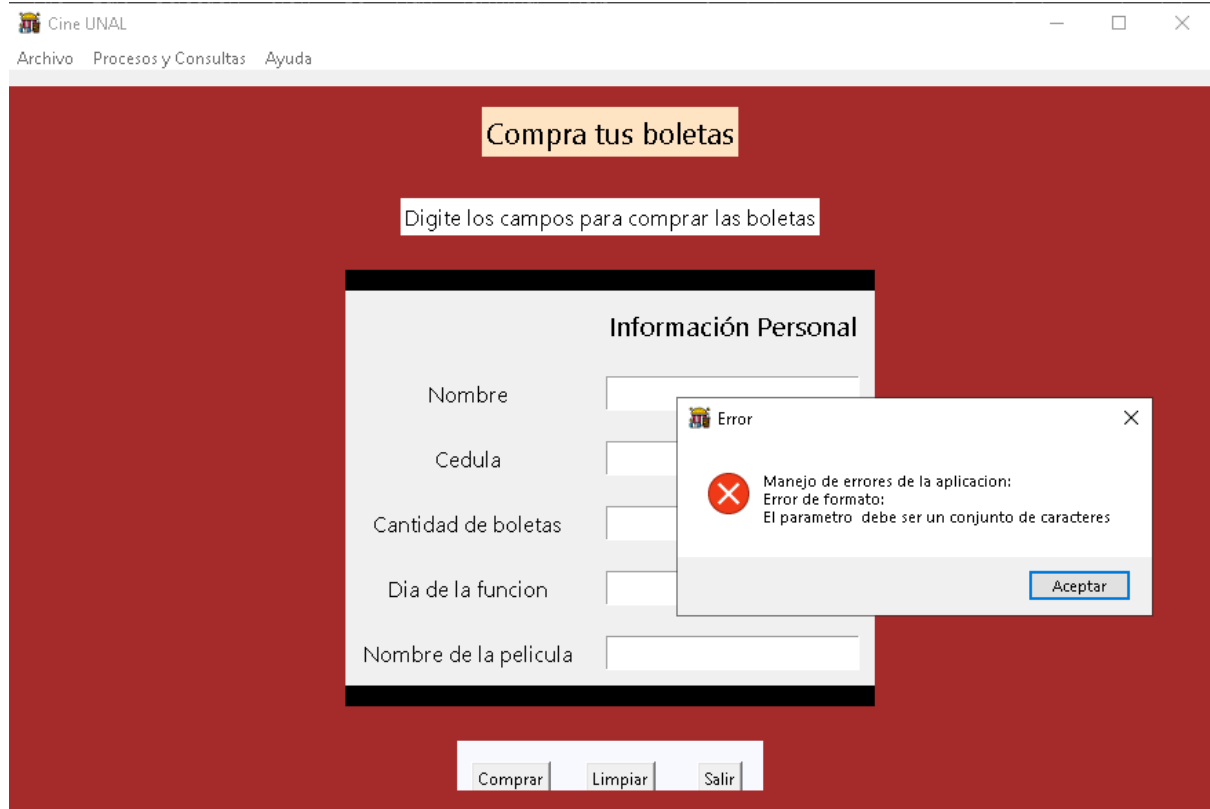 Cine UNAL
Archivo Procesos y Consultas Ayuda
Compra tus boletas
Digite los campos para comprar las boletas
Información Personal
Nombre
Cedula
Cantidad de boletas
Dia de la funcion
Nombre de la pelicula
Error
Manejo de errores de la aplicacion:
Error de formato:
El parametro  debe ser un conjunto de caracteres
Aceptar
Comprar Limpiar Salir